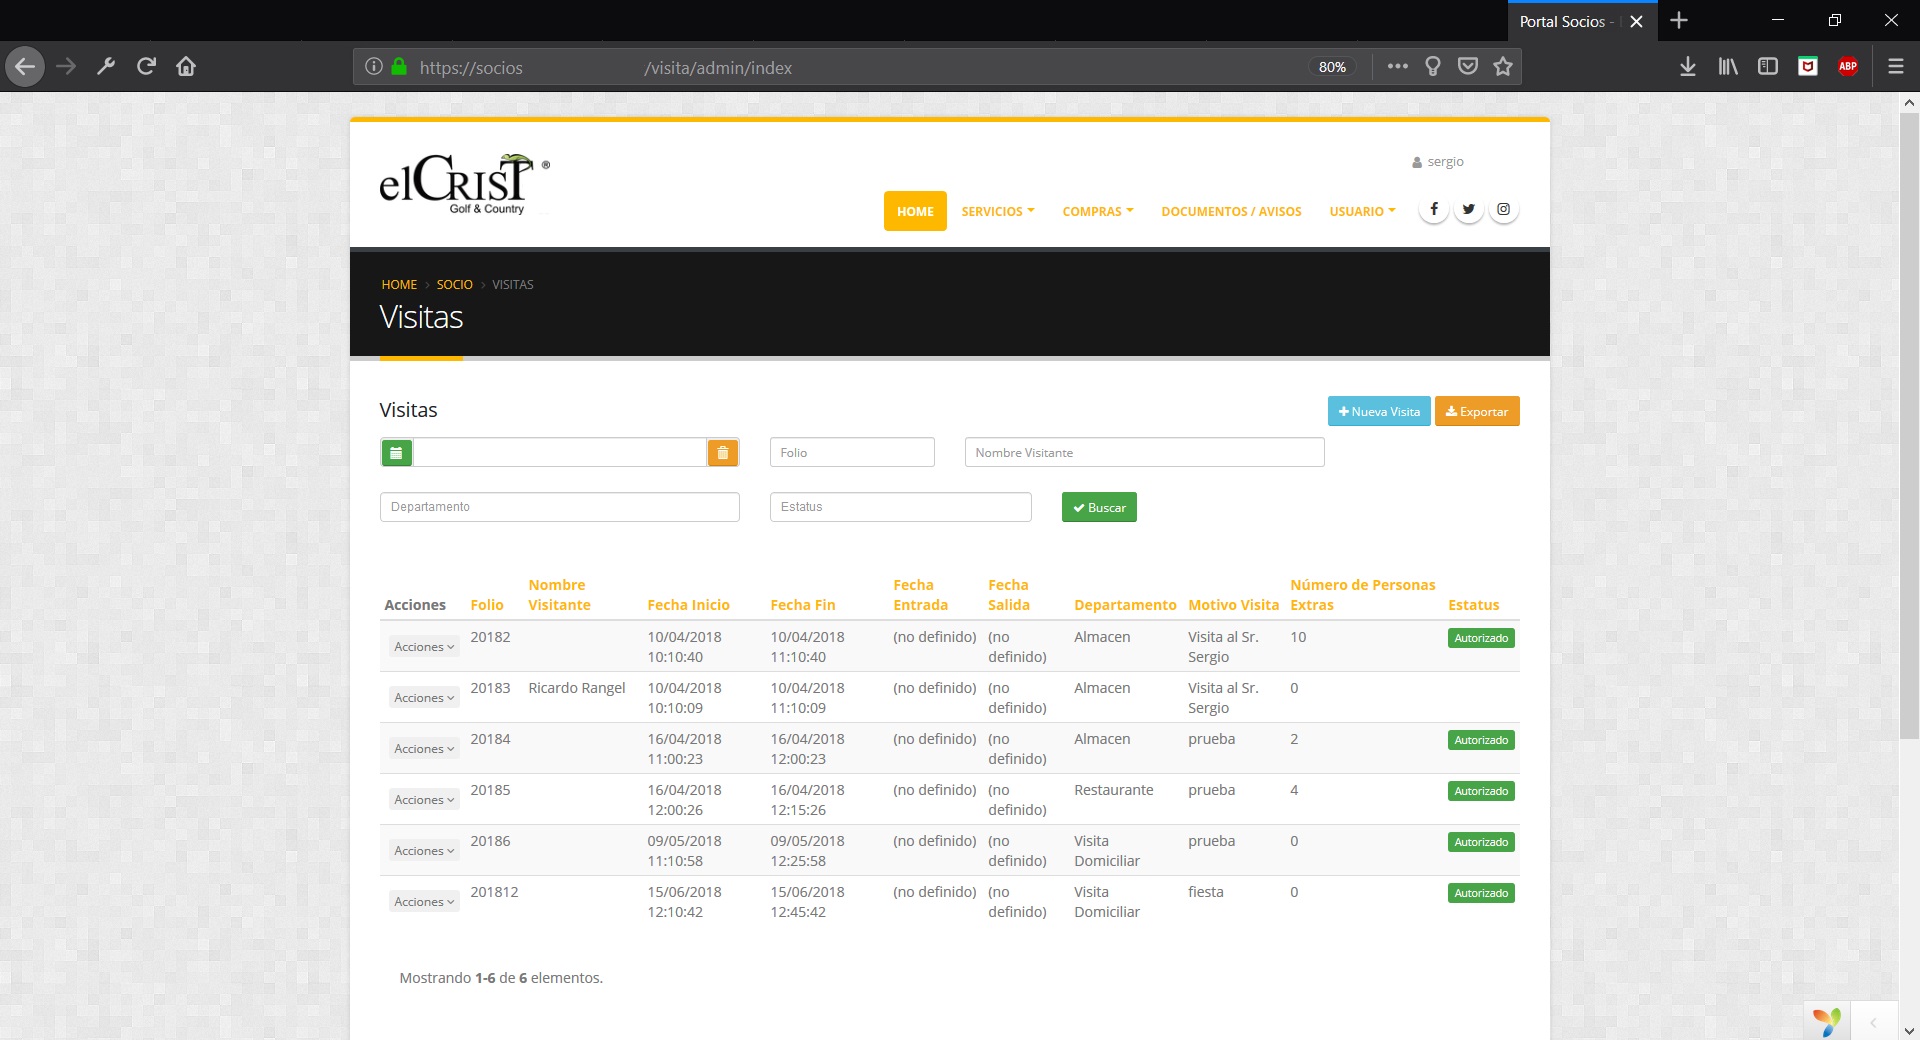 Portal Socios -
https://socios /visita/admin/index
80%
ABP
elCRIST ®
Golf & Country
sergio
HOME SERVICIOS COMPRAS DOCUMENTOS / AVISOS USUARIO
HOME > SOCIO > VISITAS
Visitas
Visitas
Nueva Visita Exportar
Folio Nombre Visitante
Departamento Estatus Buscar
Acciones Folio Nombre Visitante Fecha Inicio Fecha Fin Fecha Entrada Fecha Salida Departamento Motivo Visita Número de Personas Extras Estatus
Acciones 20182 10/04/2018 10:10:40 10/04/2018 11:10:40 (no definido) (no definido) Almacen Visita al Sr. Sergio 10 Autorizado
Acciones 20183 Ricardo Rangel 10/04/2018 10:10:09 10/04/2018 11:10:09 (no definido) (no definido) Almacen Visita al Sr. Sergio 0
Acciones 20184 16/04/2018 11:00:23 16/04/2018 12:00:23 (no definido) (no definido) Almacen prueba 2 Autorizado
Acciones 20185 16/04/2018 12:00:26 16/04/2018 12:15:26 (no definido) (no definido) Restaurante prueba 4 Autorizado
Acciones 20186 09/05/2018 11:10:58 09/05/2018 12:25:58 (no definido) (no definido) Visita Domiciliar prueba 0 Autorizado
Acciones 201812 15/06/2018 12:10:42 15/06/2018 12:45:42 (no definido) (no definido) Visita Domiciliar fiesta 0 Autorizado
Mostrando 1-6 de 6 elementos.